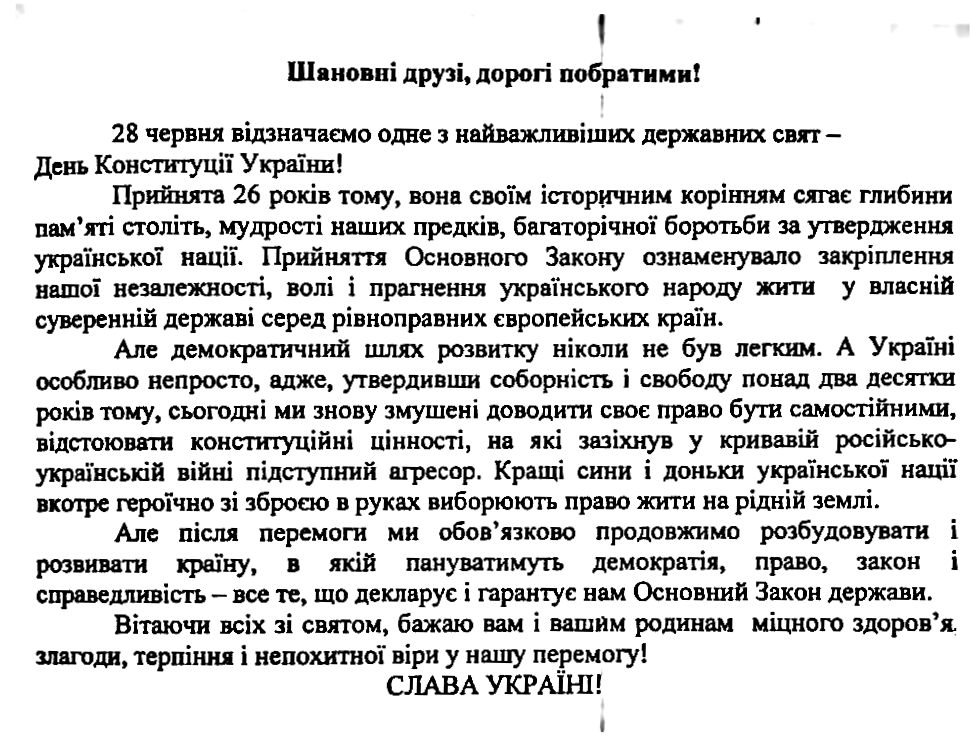 Шановні друзі, дорогі побратими!
28 червня відзначаємо одне з найважливіших державних свят –
День Конституції України!
Прийнята 26 років тому, вона своїм історичним корінням сягає глибини
пам’яті століть, мудрості наших предків, багаторічної боротьби за утвердження
української нації. Прийняття Основного Закону ознаменувало закріплення
нашої незалежності, волі і прагнення українського народу жити у власній
суверенній державі серед рівноправних європейських країн.
Але демократичний шлях розвитку ніколи не був легким. А Україні
особливо непросто, адже, утвердивши соборність і свободу понад два десятки
років тому, сьогодні ми знову змушені доводити своє право бути самостійними,
відстоювати конституційні цінності, на які зазіхнув у кривавій російсько-
українській війні підступний агресор. Кращі сини і доньки української нації
вкотре героїчно зі зброєю в руках виборюють право жити на рідній землі.
Але після перемоги ми обов’язково продовжимо розбудовувати і
розвивати країну, в якій пануватимуть демократія, право, закон і
справедливість – все те, що декларує і гарантує нам Основний Закон держави.
Вітаючи всіх зі святом, бажаю вам і вашим родинам міцного здоров’я,
злагоди, терпіння і непохитної віри у нашу перемогу!
СЛАВА УКРАЇНІ!